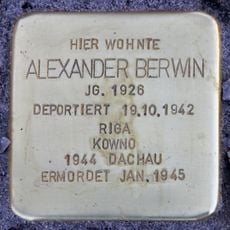 HIER WOHNTE
ALEXANDER BERWIN
JG. 1926
DEPORTIERT 19.10.1942
RIGA
KOWNO
1944 DACHAU
ERMORDET JAN. 1945